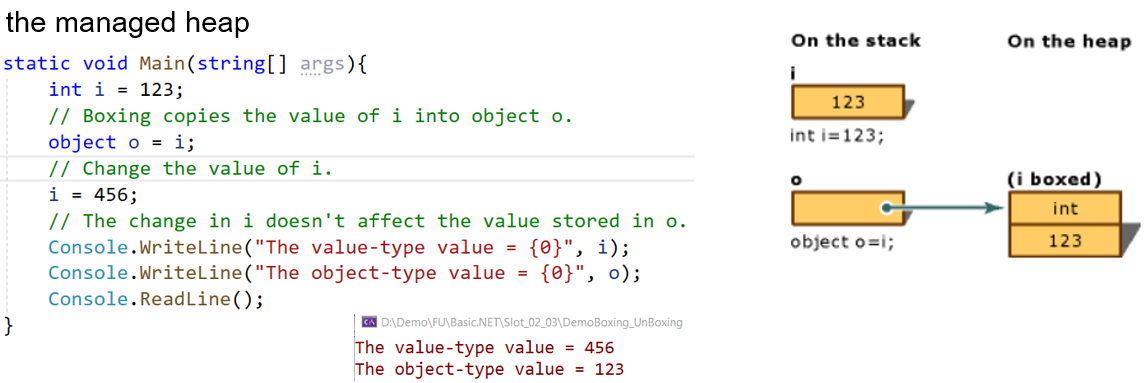 the managed heap
static void Main(string[] args){
int i = 123;
// Boxing copies the value of i into object o.
object o = i;
// Change the value of i.
i = 456;
// The change in i doesn't affect the value stored in o.
Console.WriteLine("The value-type value = {0}", i);
Console.WriteLine("The object-type value = {0}", o);
Console.ReadLine();
}
D:\Demo\FU\Basic.NET\Slot_02_03\DemoBoxing_UnBoxing
The value-type value = 456
The object-type value = 123
On the stack
On the heap
i
123
int i=123;
o
(i boxed)
int
object o=i;
123